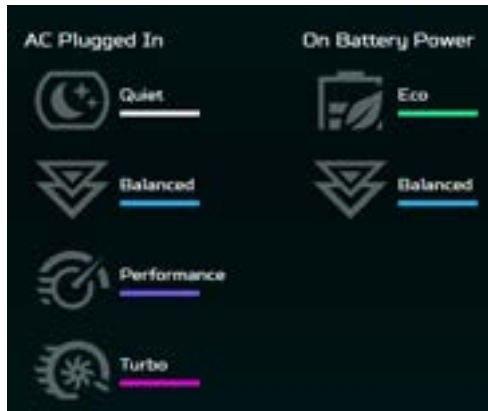 AC Plugged In
On Battery Power
Quiet
Eco
Balanced
Balanced
Performance
Turbo